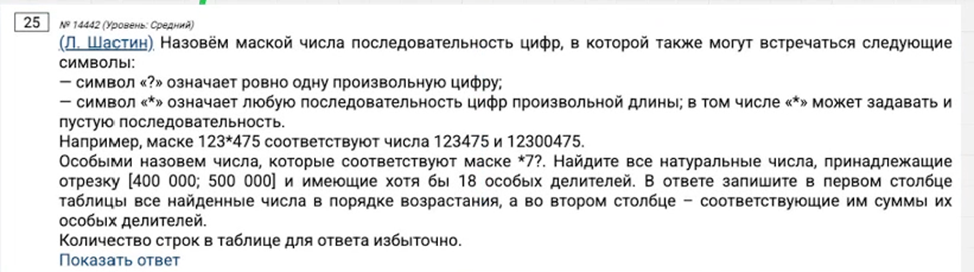 25 № 14442 (Уровень: Средний)
(Л. Шастин) Назовём маской числа последовательность цифр, в которой также могут встречаться следующие
символы:
— символ «?» означает ровно одну произвольную цифру;
— символ «*» означает любую последовательность цифр произвольной длины; в том числе «*» может задавать и
пустую последовательность.
Например, маске 123*475 соответствуют числа 123475 и 12300475.
Особыми назовем числа, которые соответствуют маске *7?. Найдите все натуральные числа, принадлежащие
отрезку [400 000; 500 000] и имеющие хотя бы 18 особых делителей. В ответе запишите в первом столбце
таблицы все найденные числа в порядке возрастания, а во втором столбце – соответствующие им суммы их
особых делителей.
Количество строк в таблице для ответа избыточно.
Показать ответ